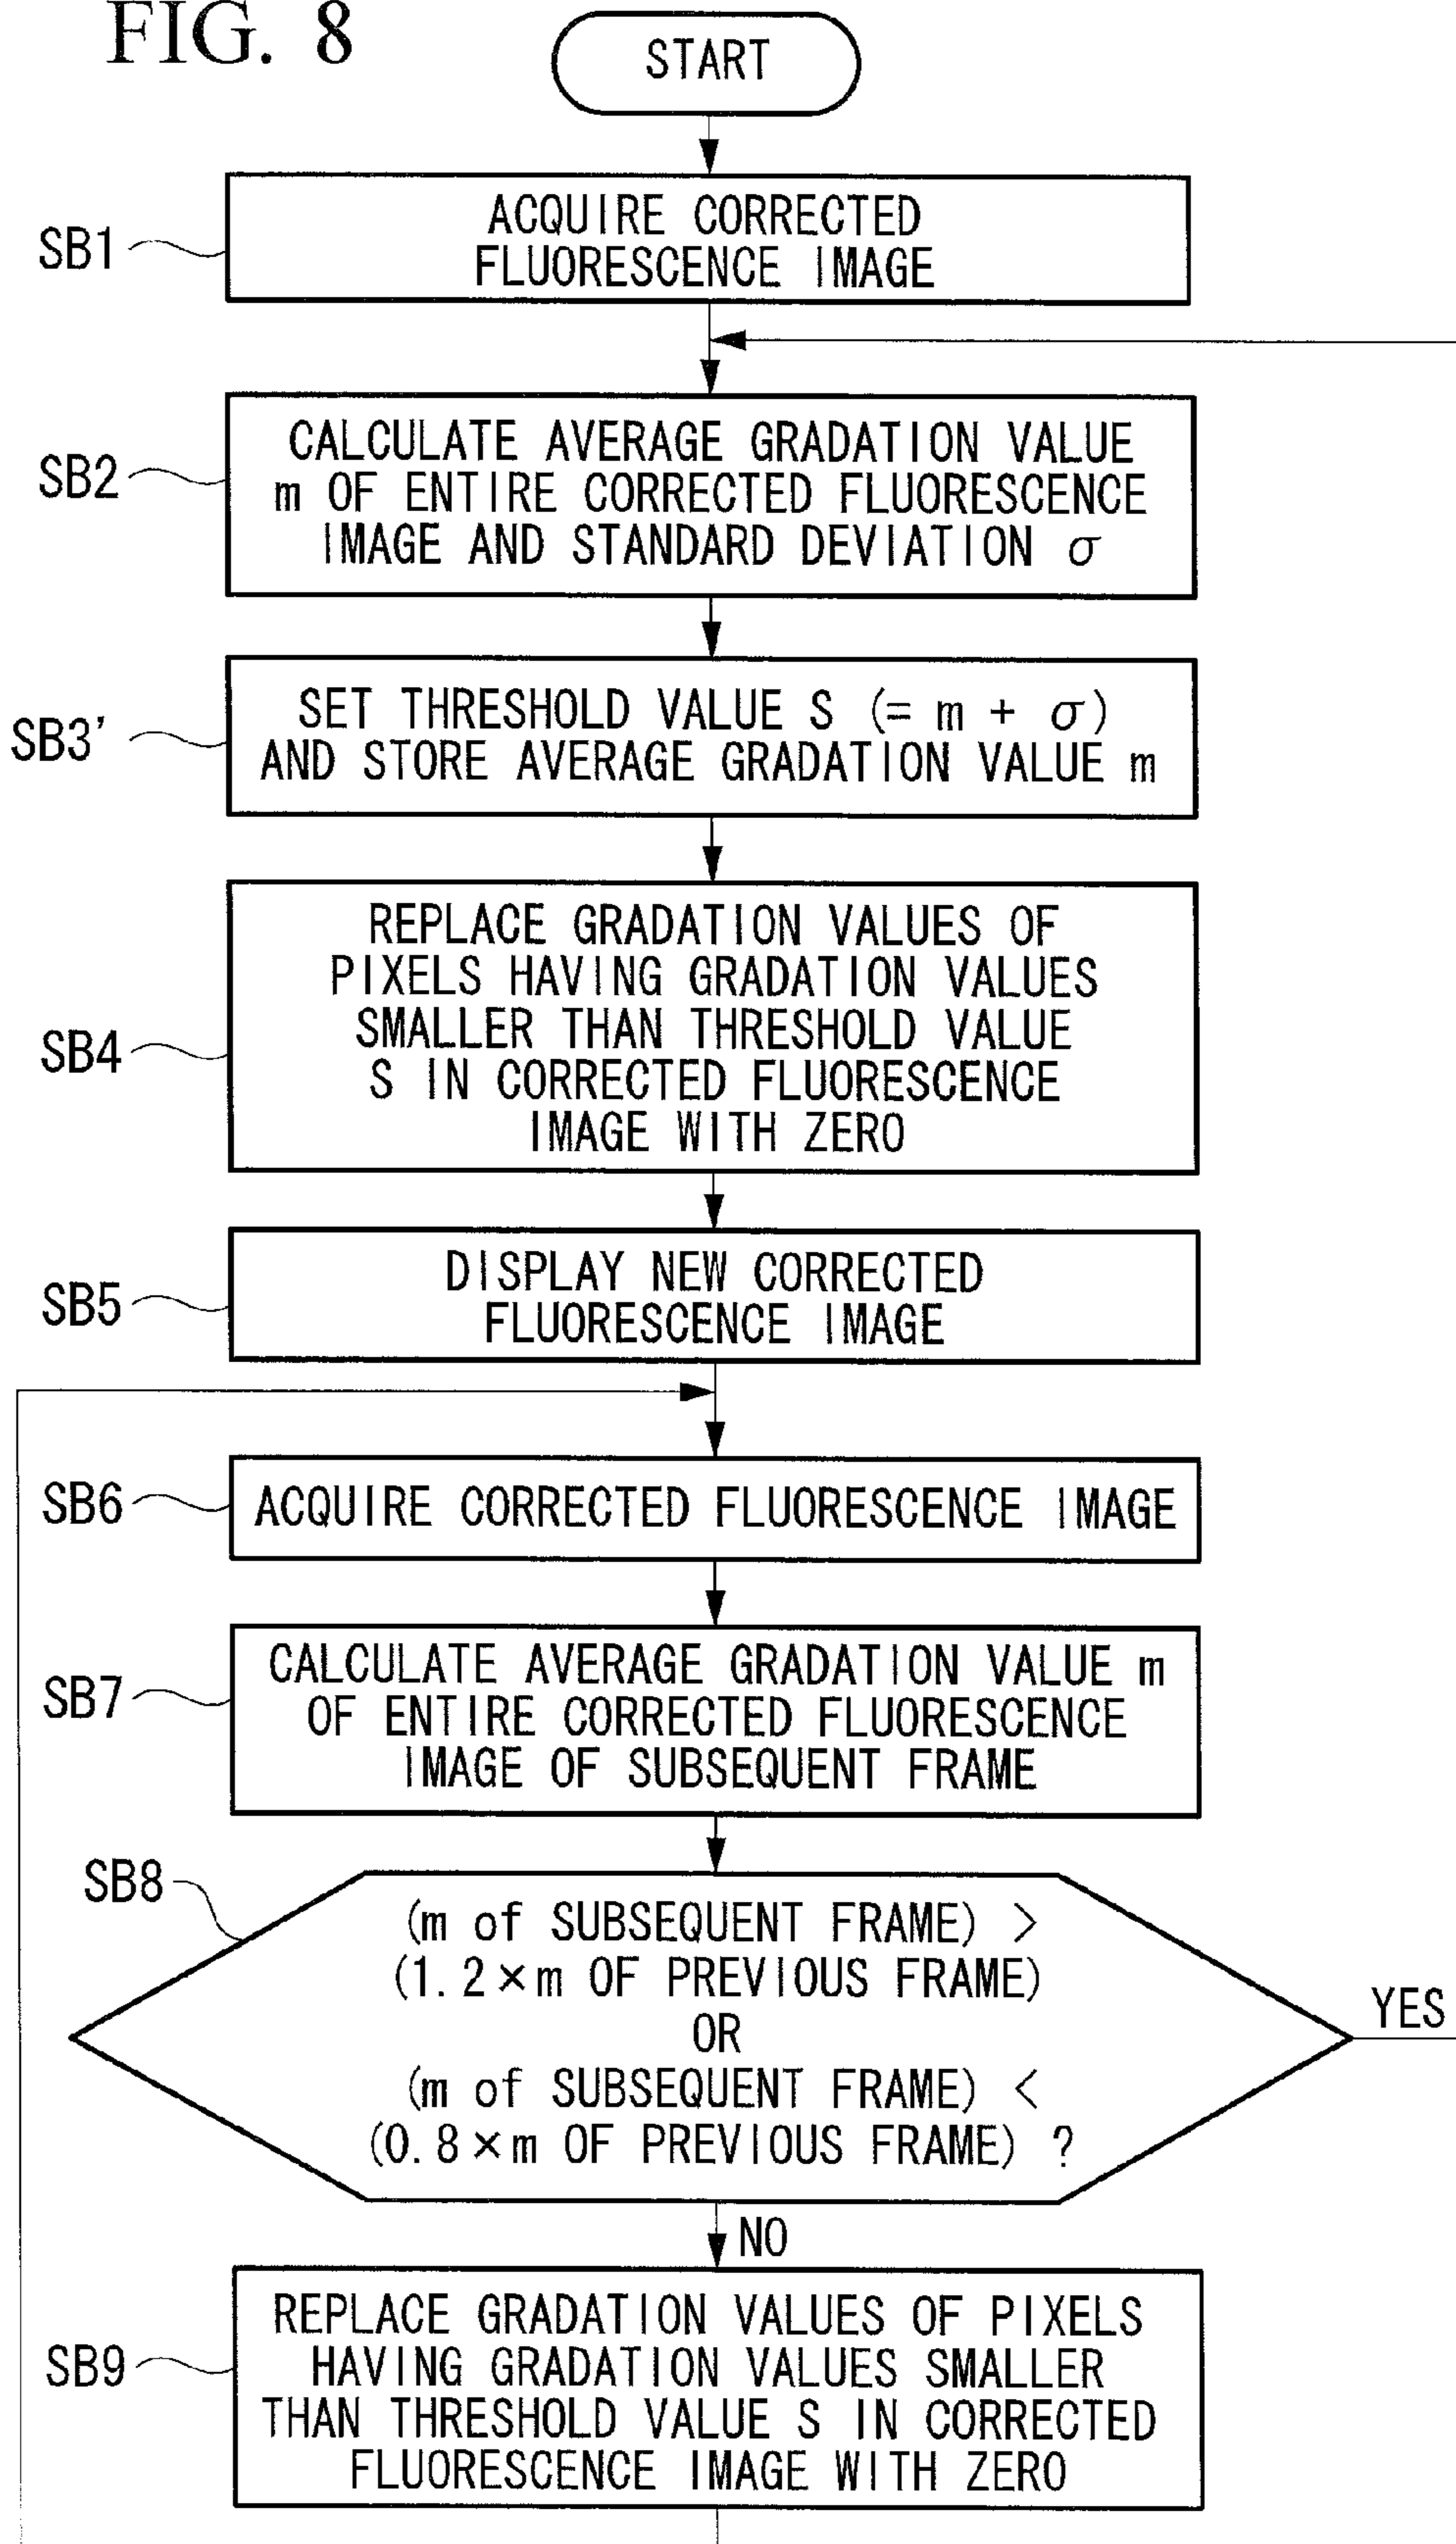 FIG. 8
START
SB1
ACQUIRE CORRECTED
FLUORESCENCE IMAGE
SB2
CALCULATE AVERAGE GRADATION VALUE
m OF ENTIRE CORRECTED FLUORESCENCE
IMAGE AND STANDARD DEVIATION σ
SB3'
SET THRESHOLD VALUE S (= m + σ)
AND STORE AVERAGE GRADATION VALUE m
SB4
REPLACE GRADATION VALUES OF
PIXELS HAVING GRADATION VALUES
SMALLER THAN THRESHOLD VALUE
S IN CORRECTED FLUORESCENCE
IMAGE WITH ZERO
SB5
DISPLAY NEW CORRECTED
FLUORESCENCE IMAGE
SB6
ACQUIRE CORRECTED FLUORESCENCE IMAGE
SB7
CALCULATE AVERAGE GRADATION VALUE m
OF ENTIRE CORRECTED FLUORESCENCE
IMAGE OF SUBSEQUENT FRAME
SB8
(m of SUBSEQUENT FRAME) >
(1.2×m OF PREVIOUS FRAME)
OR
(m of SUBSEQUENT FRAME) <
(0.8×m OF PREVIOUS FRAME) ?
YES
NO
SB9
REPLACE GRADATION VALUES OF PIXELS
HAVING GRADATION VALUES SMALLER
THAN THRESHOLD VALUE S IN CORRECTED
FLUORESCENCE IMAGE WITH ZERO